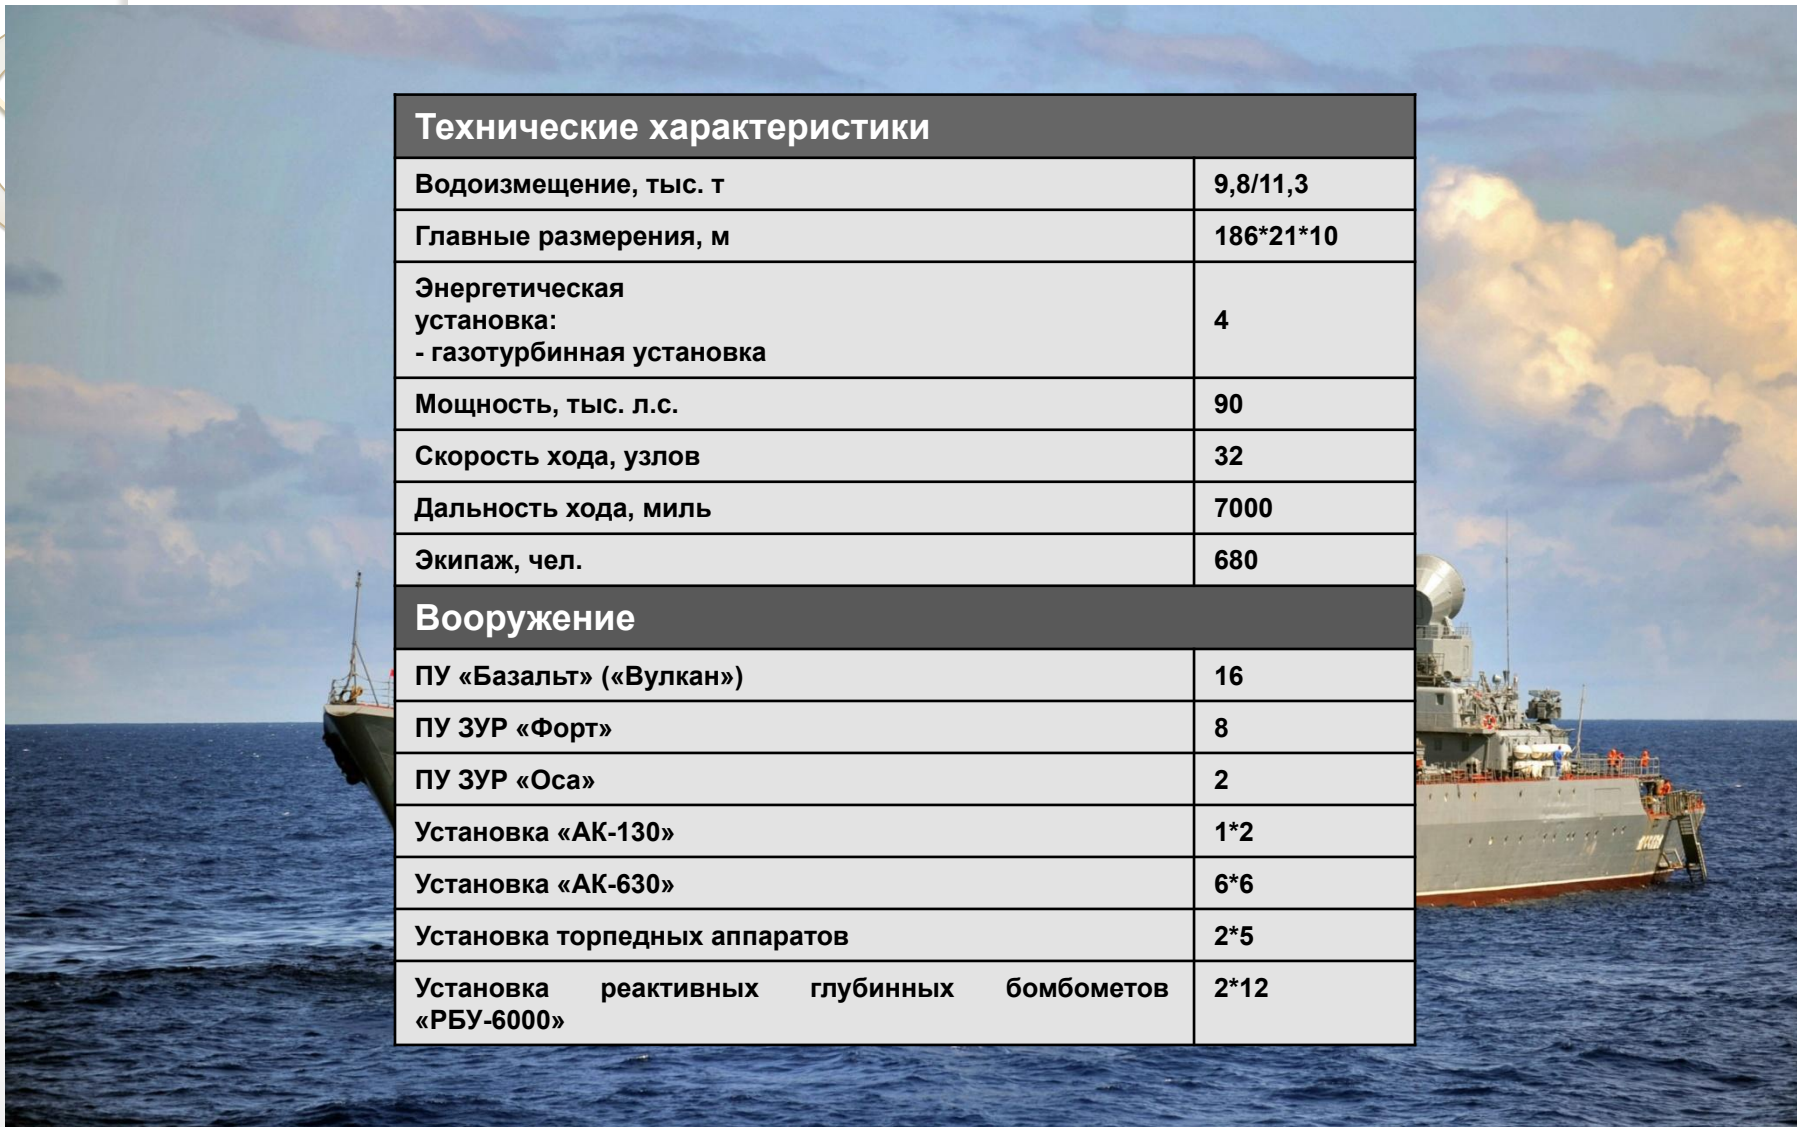 Технические характеристики
Водоизмещение, тыс. т 9,8/11,3
Главные размерения, м 186*21*10
Энергетическая
установка:
- газотурбинная установка 4
Мощность, тыс. л.с. 90
Скорость хода, узлов 32
Дальность хода, миль 7000
Экипаж, чел. 680
Вооружение
ПУ «Базальт» («Вулкан») 16
ПУ ЗУР «Форт» 8
ПУ ЗУР «Оса» 2
Установка «АК-130» 1*2
Установка «АК-630» 6*6
Установка торпедных аппаратов 2*5
Установка реактивных глубинных бомбометов 2*12
«РБУ-6000»